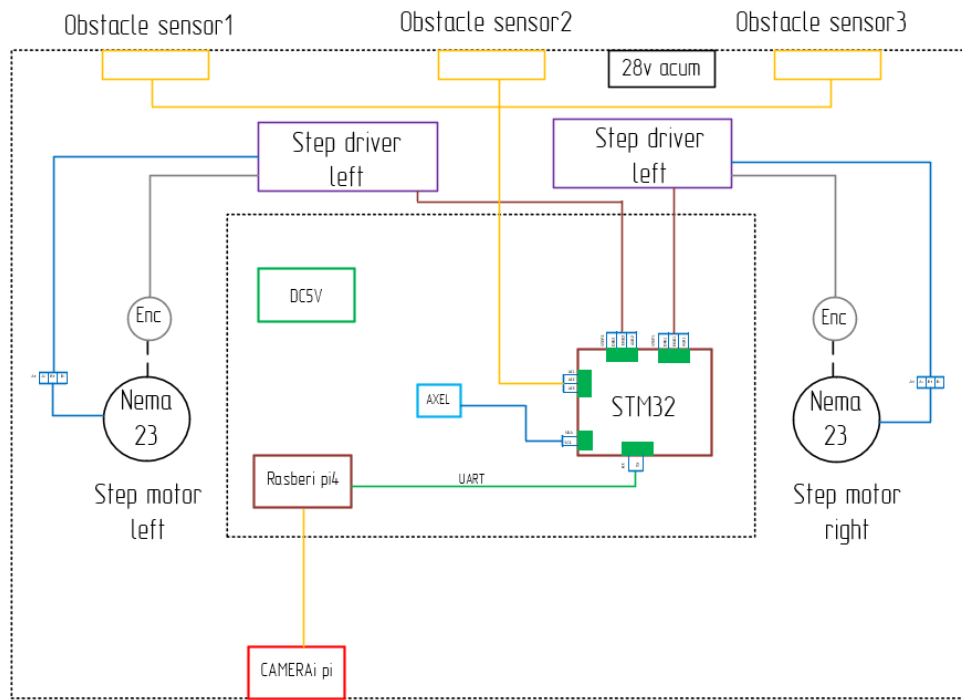 Obstacle sensor1
Obstacle sensor2
Obstacle sensor3
28v acum
Step driver
left
Step driver
left
DC5V
Enc
Enc
Nema
23
AXEL
STM32
Nema
23
Rasberi pi4
UART
Step motor
left
Step motor
right
CAMERAi pi